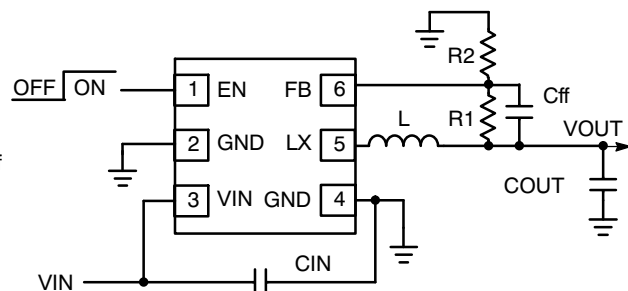 R2
OFF ON
1 EN FB 6
Cff
L R1
VOUT
2 GND LX 5
COUT
3 VIN GND 4
CIN
VIN